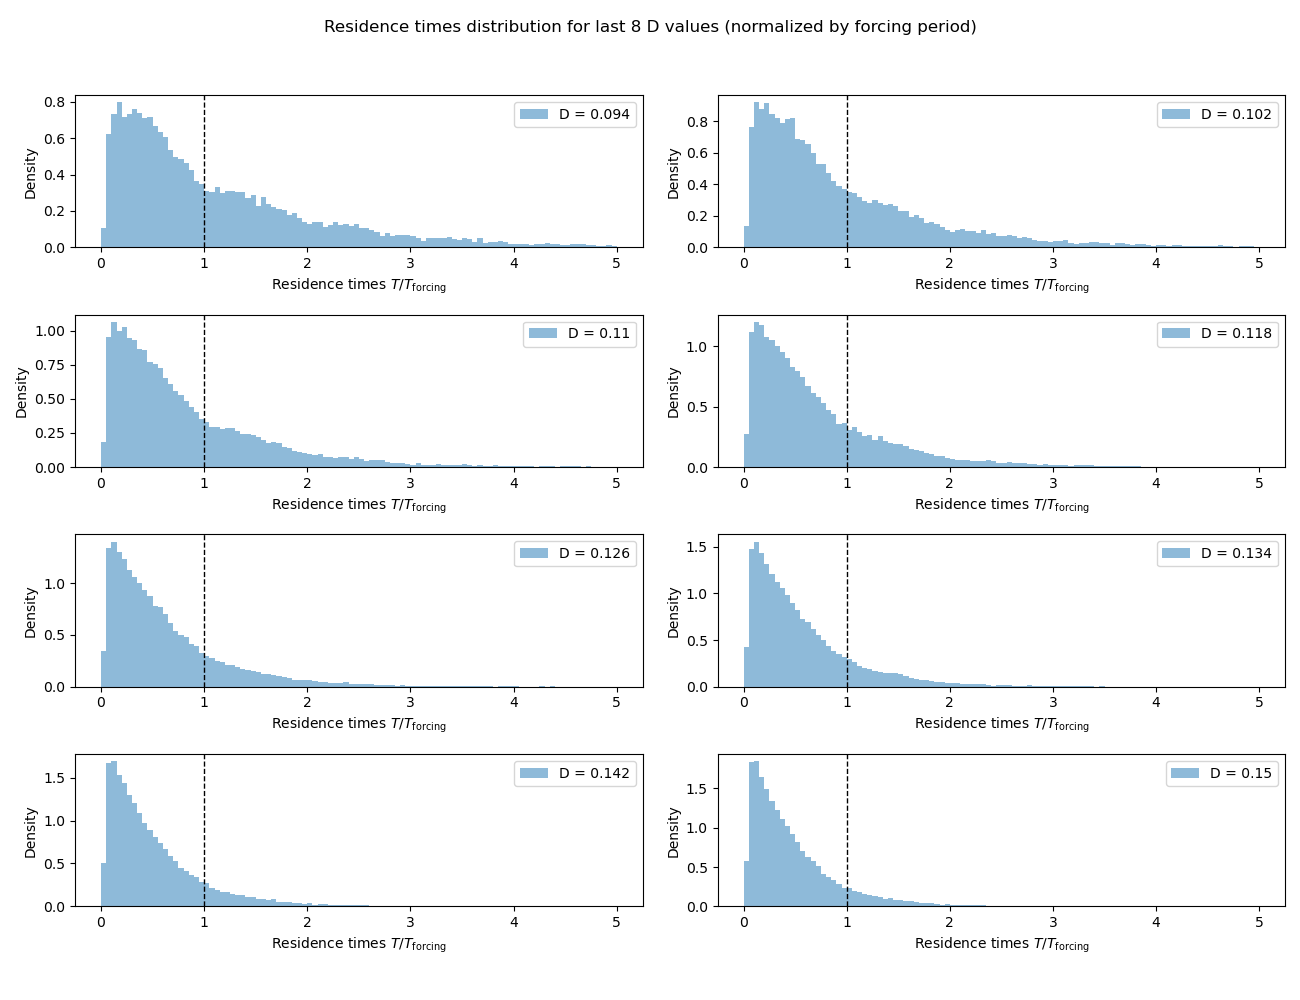 Residence times distribution for last 8 D values (normalized by forcing period)
D = 0.094
Density
0.8
0.6
0.4
0.2
0.0
0 1 2 3 4 5
Residence times T/T_forcing
D = 0.102
Density
0.8
0.6
0.4
0.2
0.0
0 1 2 3 4 5
Residence times T/T_forcing
D = 0.11
Density
1.00
0.75
0.50
0.25
0.00
0 1 2 3 4 5
Residence times T/T_forcing
D = 0.118
Density
1.0
0.5
0.0
0 1 2 3 4 5
Residence times T/T_forcing
D = 0.126
Density
1.0
0.5
0.0
0 1 2 3 4 5
Residence times T/T_forcing
D = 0.134
Density
1.5
1.0
0.5
0.0
0 1 2 3 4 5
Residence times T/T_forcing
D = 0.142
Density
1.5
1.0
0.5
0.0
0 1 2 3 4 5
Residence times T/T_forcing
D = 0.15
Density
1.5
1.0
0.5
0.0
0 1 2 3 4 5
Residence times T/T_forcing